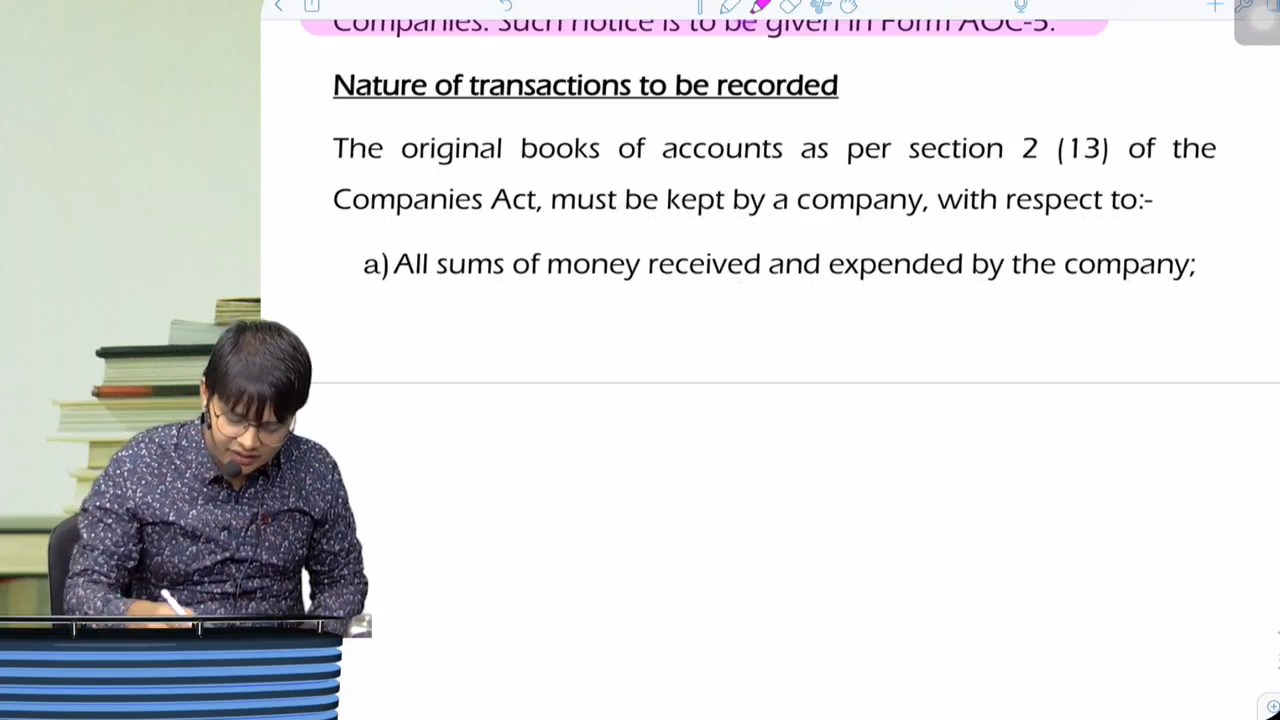 Companies. Such notice is to be given in Form AOC-5.
Nature of transactions to be recorded
The original books of accounts as per section 2 (13) of the
Companies Act, must be kept by a company, with respect to:-
a) All sums of money received and expended by the company;